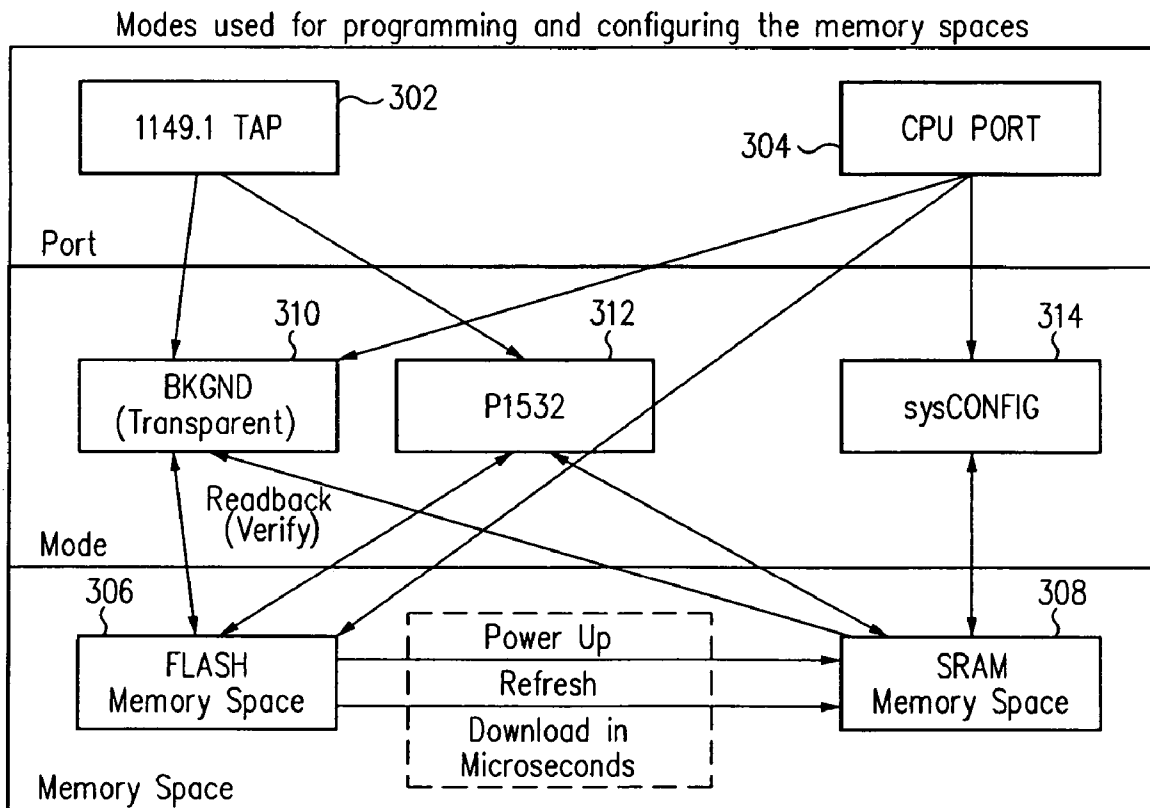 Modes used for programming and configuring the memory spaces
1149.1 TAP
302
CPU PORT
304
Port
310
312
314
BKGND
(Transparent)
P1532
sysCONFIG
Readback
(Verify)
Mode
306
308
FLASH
Memory Space
Power Up
Refresh
Download in
Microseconds
SRAM
Memory Space
Memory Space